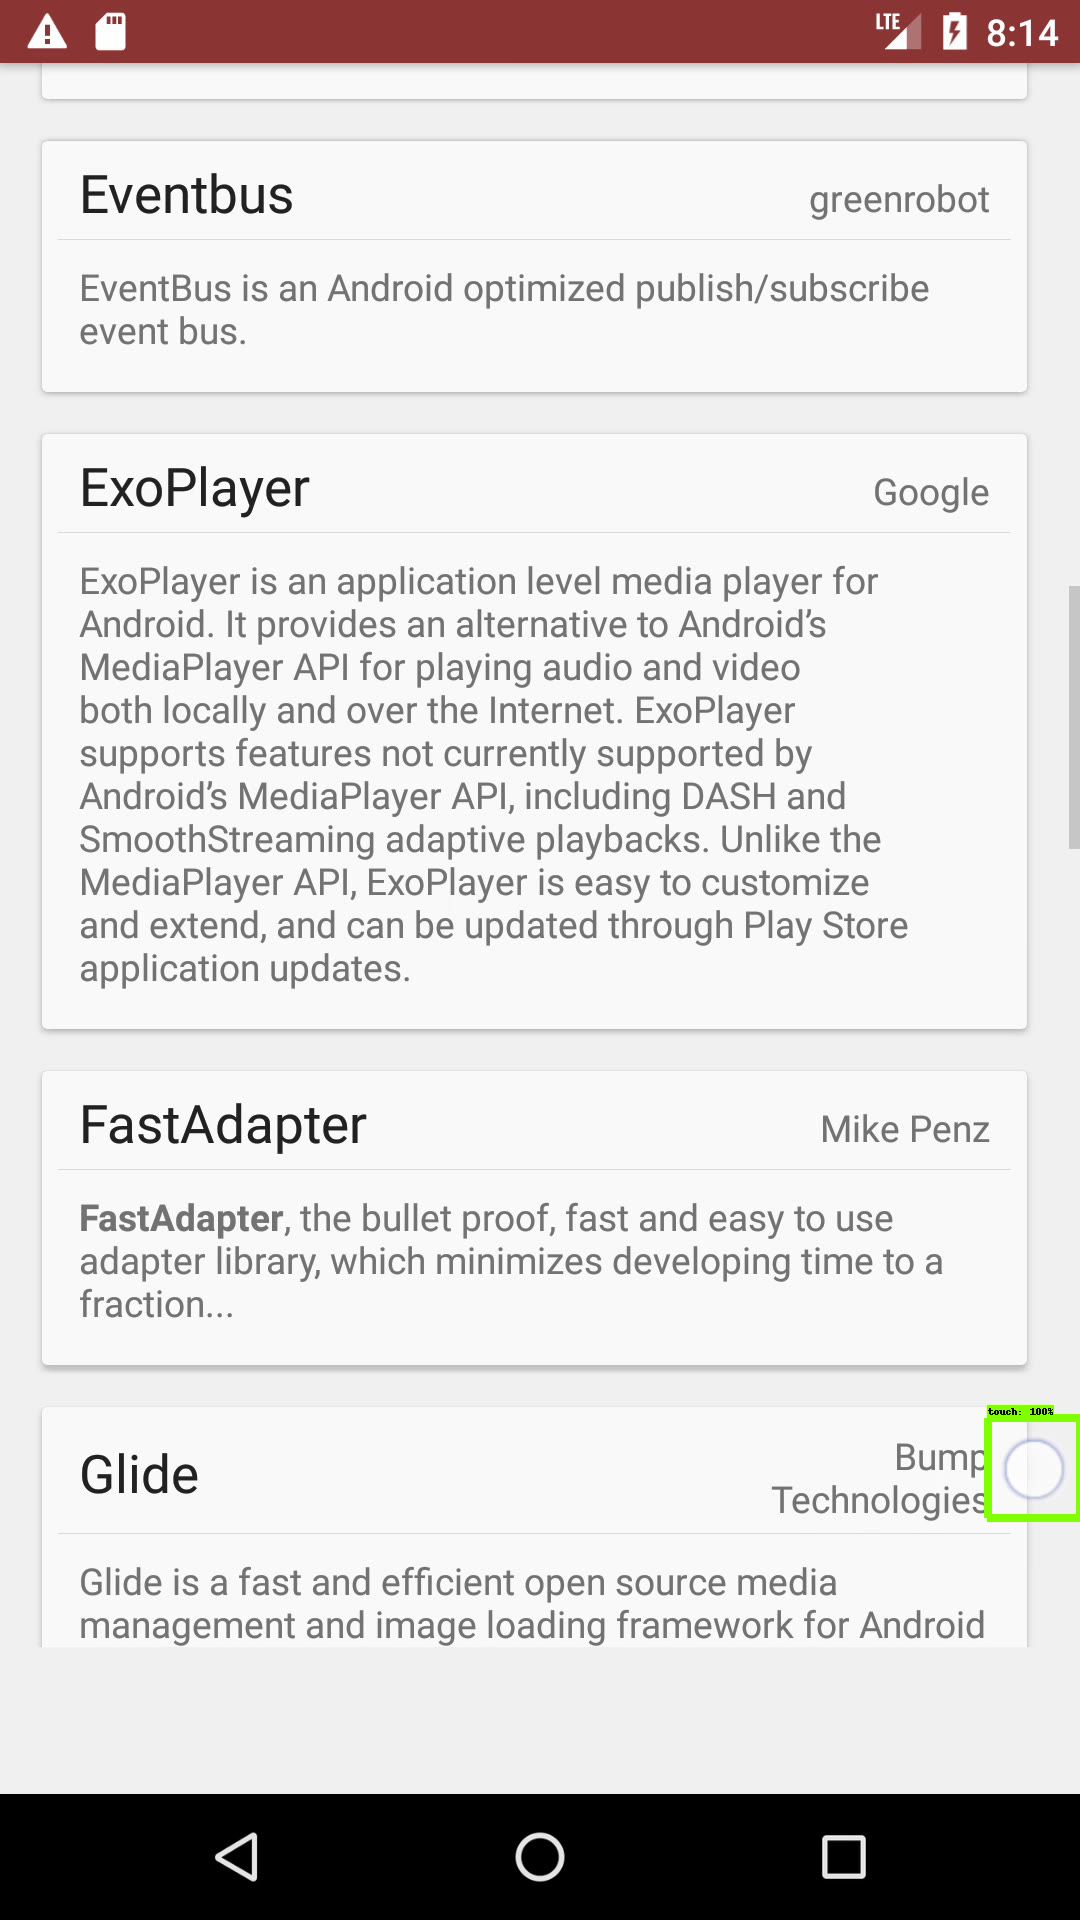 LTE 8:14
Eventbus
greenrobot
EventBus is an Android optimized publish/subscribe
event bus.
ExoPlayer
Google
ExoPlayer is an application level media player for
Android. It provides an alternative to Android’s
MediaPlayer API for playing audio and video
both locally and over the Internet. ExoPlayer
supports features not currently supported by
Android’s MediaPlayer API, including DASH and
SmoothStreaming adaptive playbacks. Unlike the
MediaPlayer API, ExoPlayer is easy to customize
and extend, and can be updated through Play Store
application updates.
FastAdapter
Mike Penz
FastAdapter, the bullet proof, fast and easy to use
adapter library, which minimizes developing time to a
fraction...
touch: 100%
Glide
Bump
Technologies
Glide is a fast and efficient open source media
management and image loading framework for Android